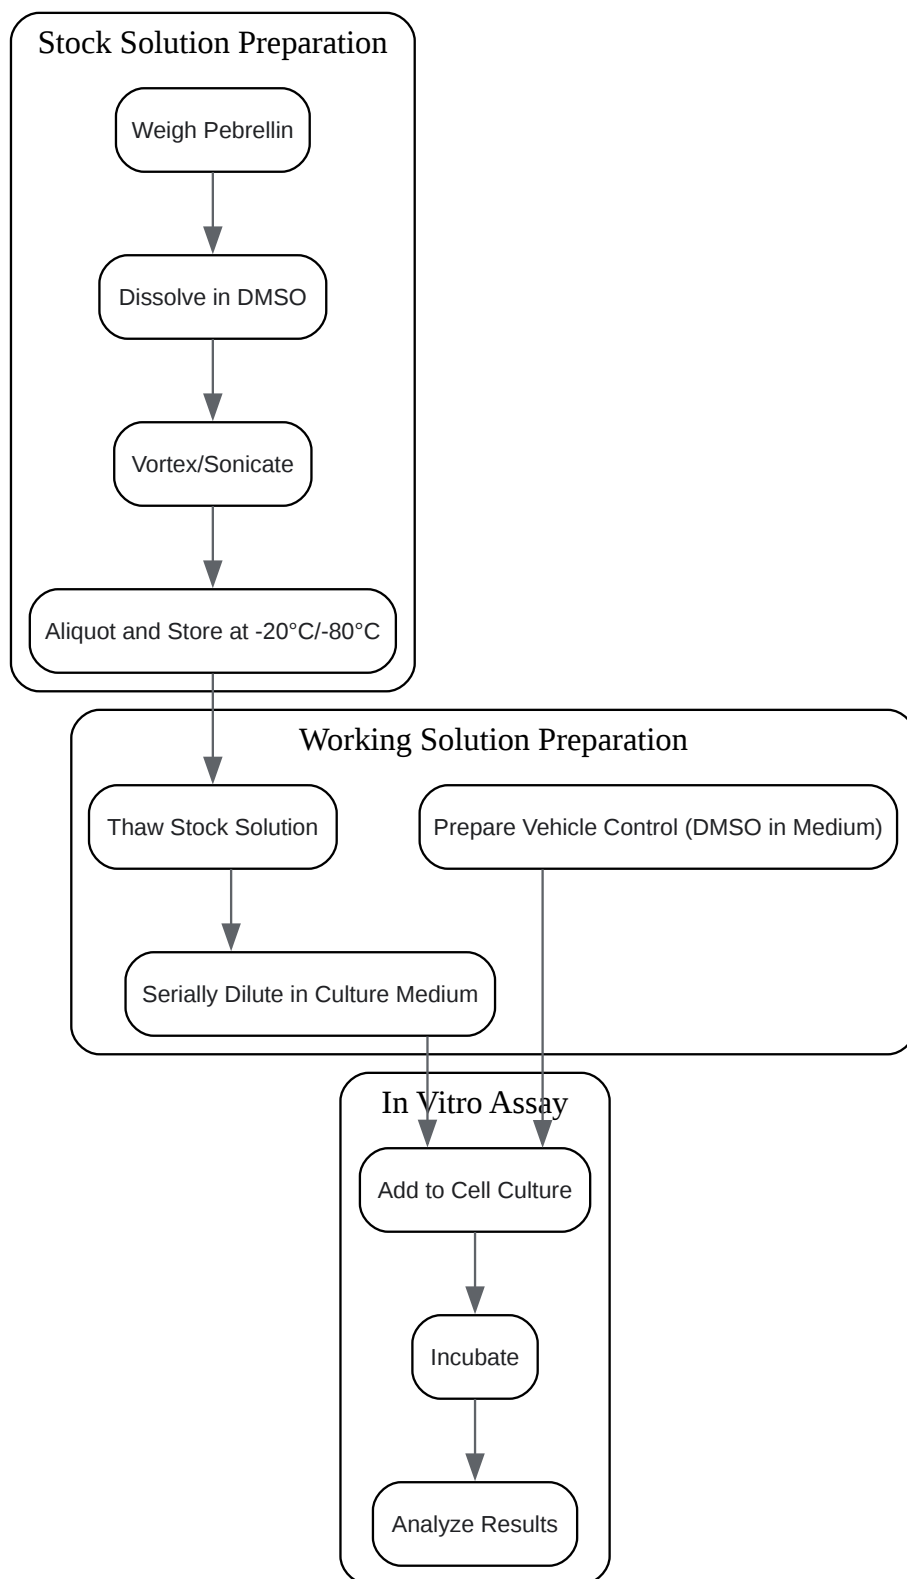 Stock Solution Preparation
Weigh Pebrellin
Dissolve in DMSO
Vortex/Sonicate
Aliquot and Store at -20°C/-80°C
Working Solution Preparation
Thaw Stock Solution
Prepare Vehicle Control (DMSO in Medium)
Serially Dilute in Culture Medium
In Vitro Assay
Add to Cell Culture
Incubate
Analyze Results